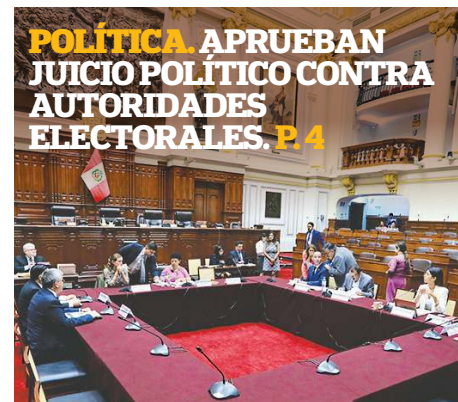 POLÍTICA. APRUEBAN
JUICIO POLÍTICO CONTRA
AUTORIDADES
ELECTORALES. P. 4